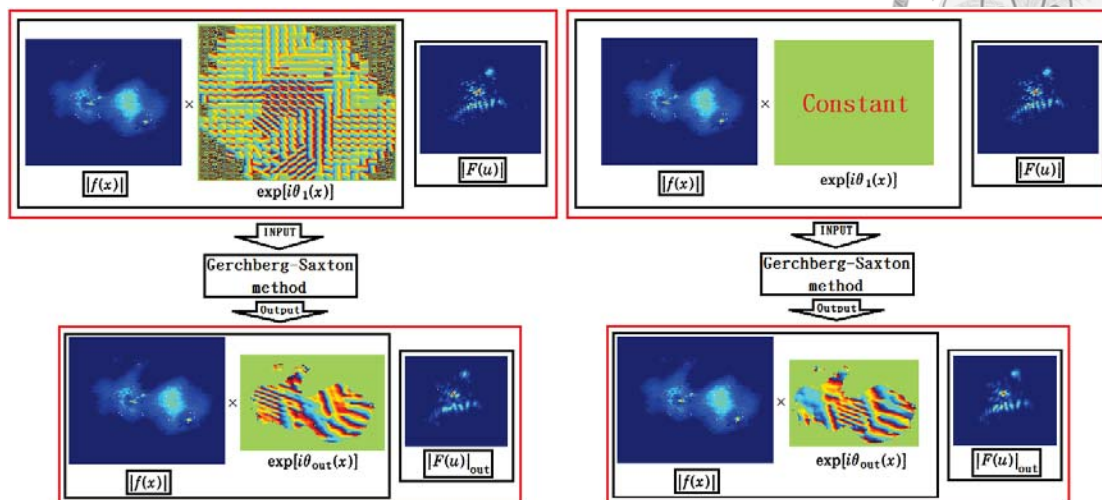 |f(x)|
×
exp[iθ₁(x)]
|F(u)|
INPUT
Gerchberg-Saxton
method
Output
|f(x)|
×
exp[iθout(x)]
|F(u)|out
|f(x)|
×
Constant
exp[iθ₁(x)]
|F(u)|
INPUT
Gerchberg-Saxton
method
Output
|f(x)|
×
exp[iθout(x)]
|F(u)|out